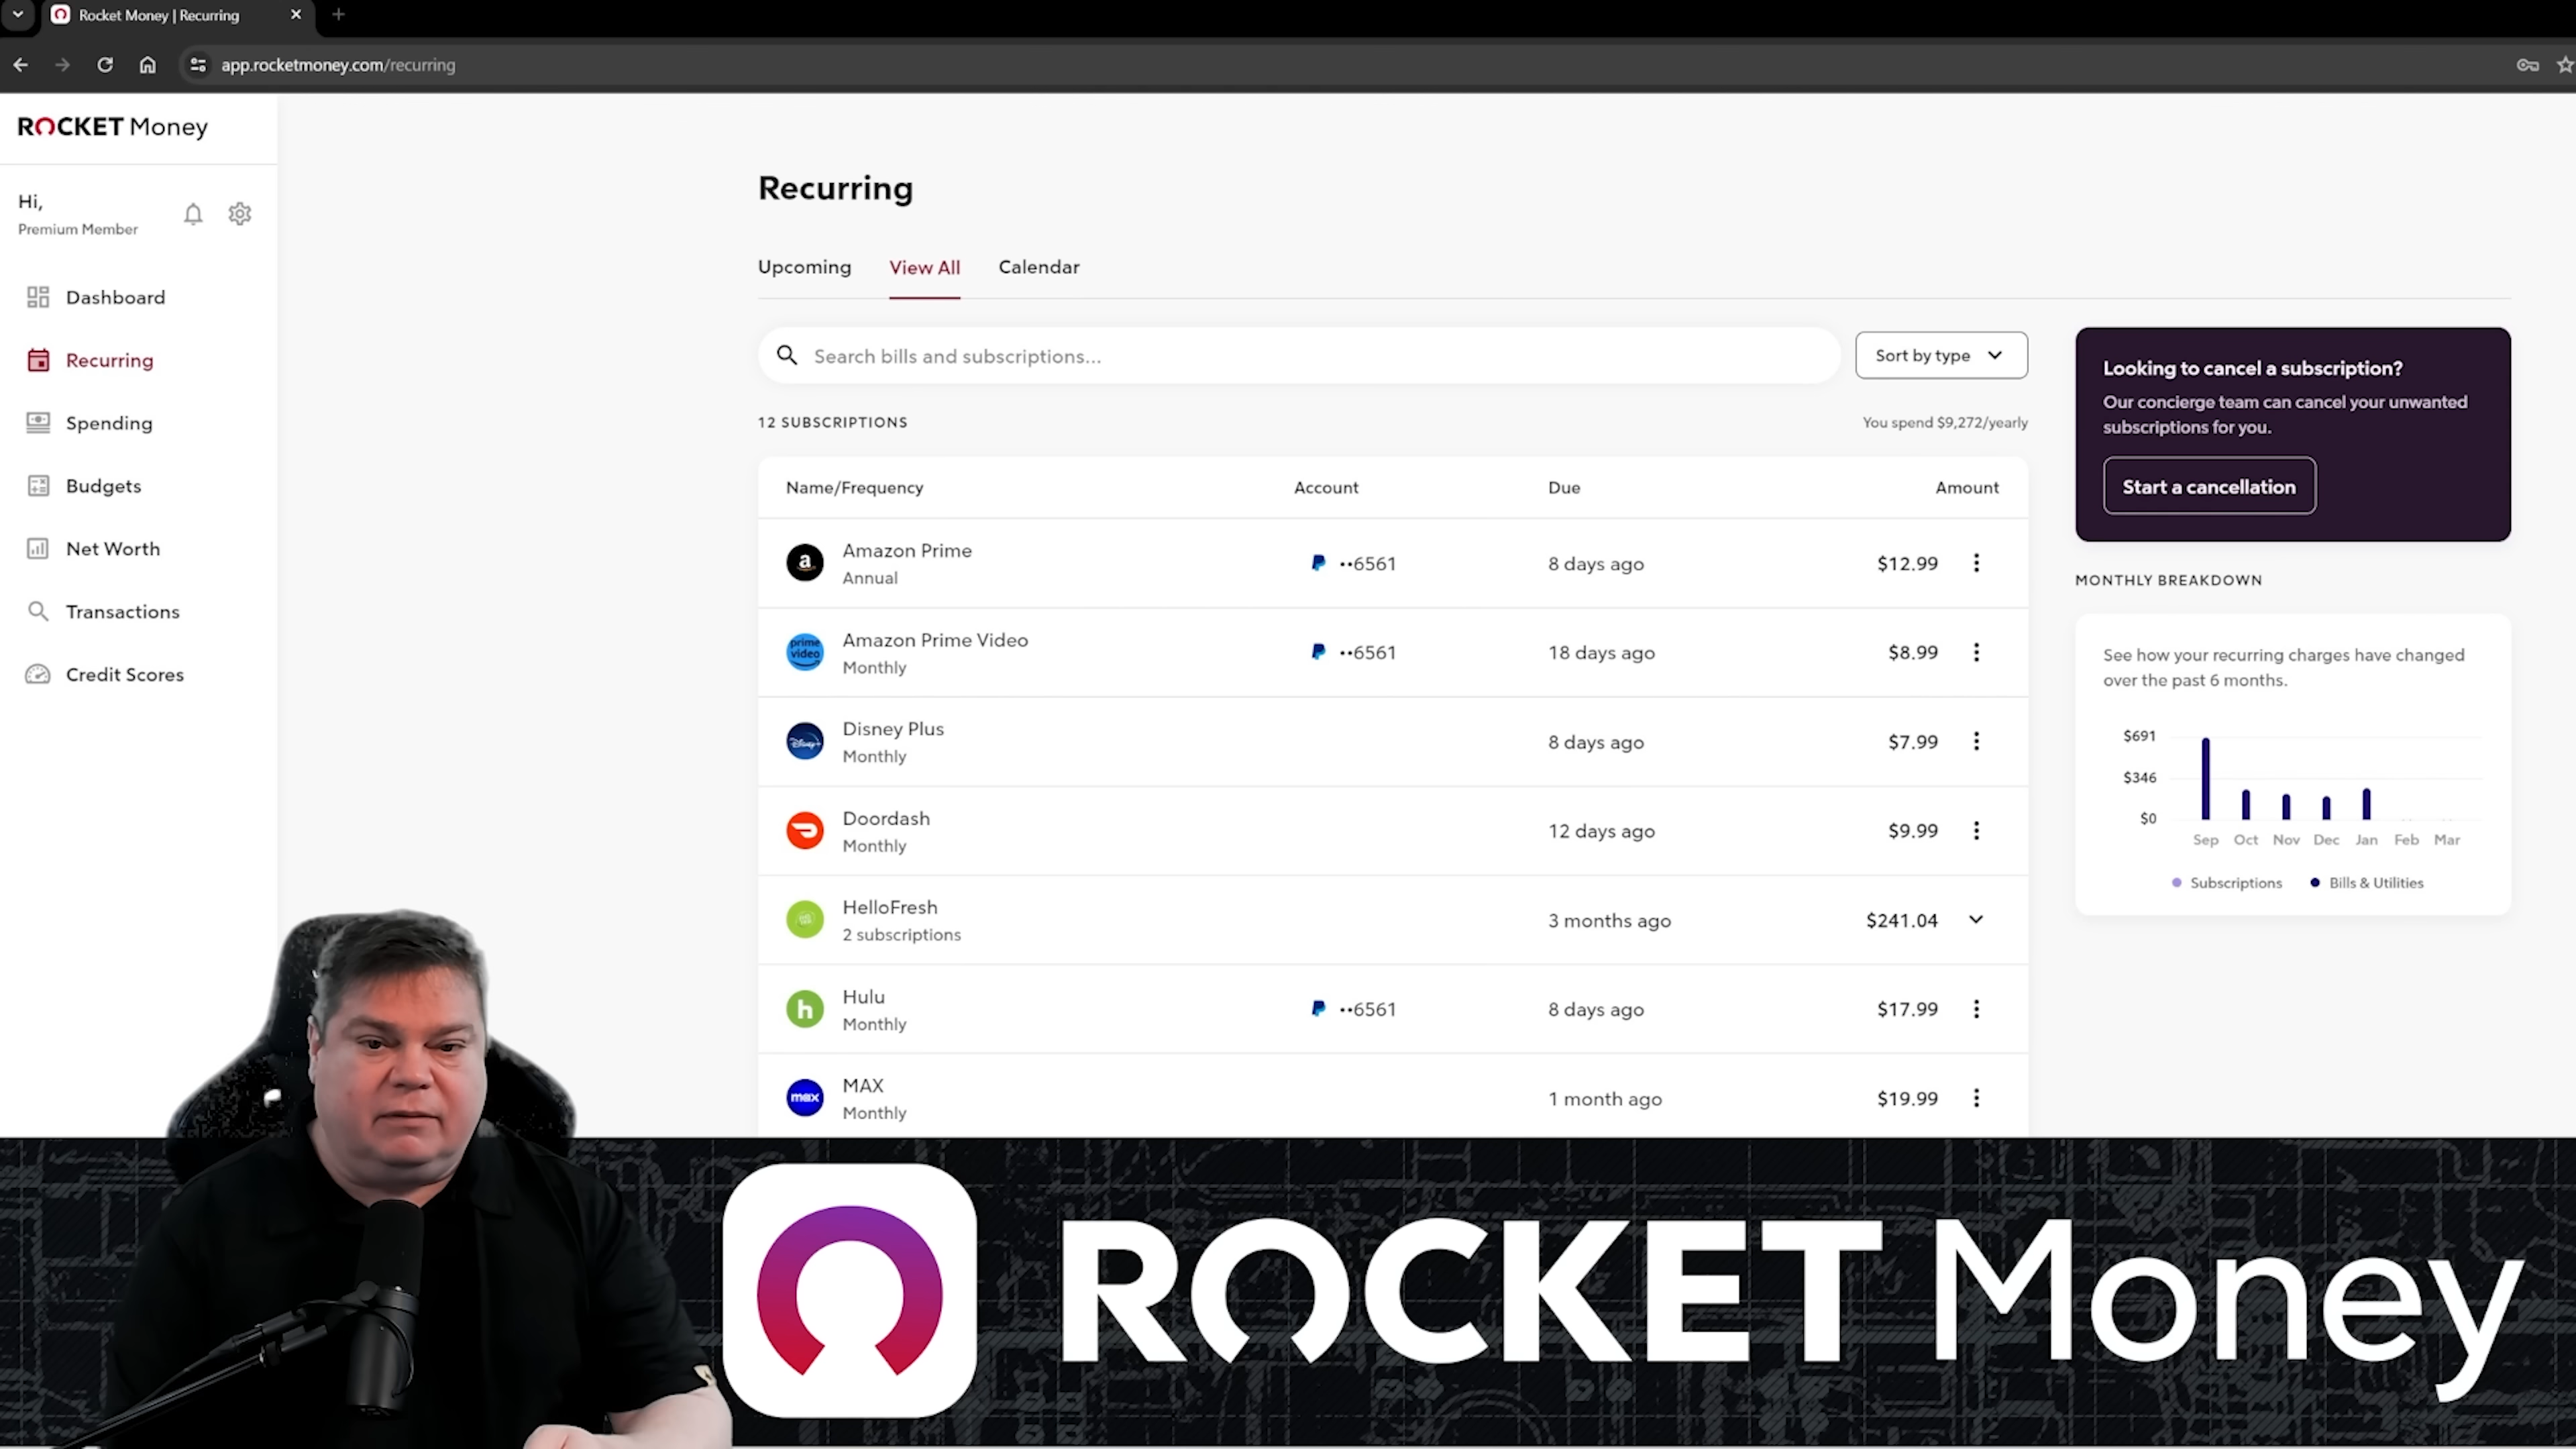 Rocket Money | Recurring
app.rocketmoney.com/recurring
ROCKET Money
Hi,
Premium Member
Dashboard
Recurring
Spending
Budgets
Net Worth
Transactions
Credit Scores
Recurring
Upcoming View All Calendar
Search bills and subscriptions...
Sort by type
12 SUBSCRIPTIONS
You spend $9,272/yearly
Name/Frequency Account Due Amount
Amazon Prime
Annual
••6561
8 days ago
$12.99
prime
video
Amazon Prime Video
Monthly
••6561
18 days ago
$8.99
Disney+
Disney Plus
Monthly
8 days ago
$7.99
Doordash
Monthly
12 days ago
$9.99
HelloFresh
2 subscriptions
3 months ago
$241.04
h
Hulu
Monthly
••6561
8 days ago
$17.99
max
MAX
Monthly
1 month ago
$19.99
Looking to cancel a subscription?
Our concierge team can cancel your unwanted
subscriptions for you.
Start a cancellation
MONTHLY BREAKDOWN
See how your recurring charges have changed
over the past 6 months.
$691
$346
$0
Sep Oct Nov Dec Jan Feb Mar
Subscriptions Bills & Utilities
ROCKET Money